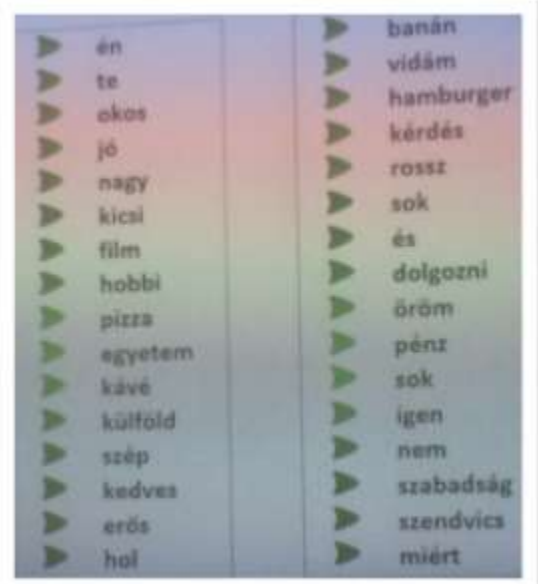 én
te
okos
jó
nagy
kicsi
film
hobbi
pizza
egyetem
kávé
külföld
szép
kedves
erős
hol
banán
vidám
hamburger
kérdés
rossz
sok
és
dolgozni
öröm
pénz
sok
igen
nem
szabadság
szendvics
miért